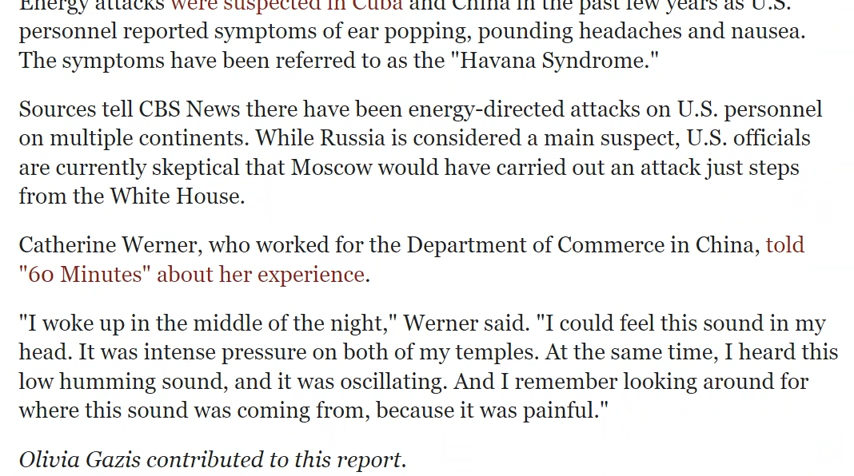 Energy attacks were suspected in Cuba and China in the past few years as U.S.
personnel reported symptoms of ear popping, pounding headaches and nausea.
The symptoms have been referred to as the "Havana Syndrome."
Sources tell CBS News there have been energy-directed attacks on U.S. personnel
on multiple continents. While Russia is considered a main suspect, U.S. officials
are currently skeptical that Moscow would have carried out an attack just steps
from the White House.
Catherine Werner, who worked for the Department of Commerce in China, told
"60 Minutes" about her experience.
"I woke up in the middle of the night," Werner said. "I could feel this sound in my
head. It was intense pressure on both of my temples. At the same time, I heard this
low humming sound, and it was oscillating. And I remember looking around for
where this sound was coming from, because it was painful."
Olivia Gazis contributed to this report.